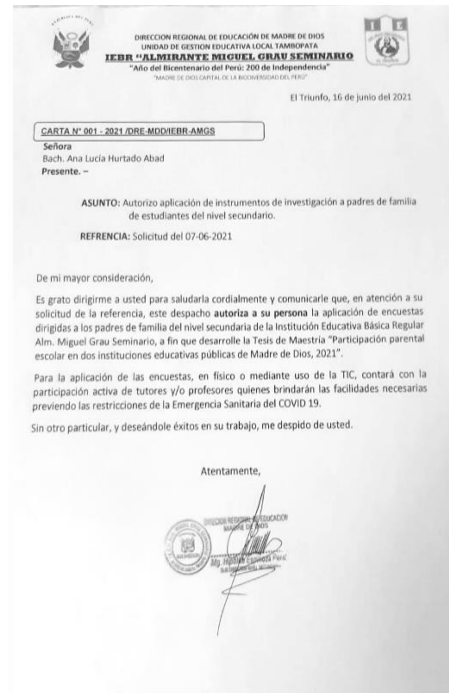 DIRECCION REGIONAL DE EDUCACIÓN DE MADRE DE DIOS
UNIDAD DE GESTION EDUCATIVA LOCAL TAMBOPATA
IEBR "ALMIRANTE MIGUEL GRAU SEMINARIO
"Año del Bicentenario del Perú: 200 de Independencia"
"MADRE DE DIOS CAPITAL DE LA BIODIVERSIDAD DEL PERÚ"
I E
El Triunfo, 16 de junio del 2021
CARTA N° 001 - 2021 /DRE-MDD/IEBR-AMGS
Señora
Bach. Ana Lucía Hurtado Abad
Presente. –
ASUNTO: Autorizo aplicación de instrumentos de investigación a padres de familia
de estudiantes del nivel secundario.
REFRENCIA: Solicitud del 07-06-2021
De mi mayor consideración,
Es grato dirigirme a usted para saludarla cordialmente y comunicarle que, en atención a su
solicitud de la referencia, este despacho autoriza a su persona la aplicación de encuestas
dirigidas a los padres de familia del nivel secundaria de la Institución Educativa Básica Regular
Alm. Miguel Grau Seminario, a fin que desarrolle la Tesis de Maestría "Participación parental
escolar en dos instituciones educativas públicas de Madre de Dios, 2021".
Para la aplicación de las encuestas, en físico o mediante uso de la TIC, contará con la
participación activa de tutores y/o profesores quienes brindarán las facilidades necesarias
previendo las restricciones de la Emergencia Sanitaria del COVID 19.
Sin otro particular, y deseándole éxitos en su trabajo, me despido de usted.
Atentamente,
DIRECCION REGIONAL DE EDUCACION
MADRE DE DIOS
Mg.